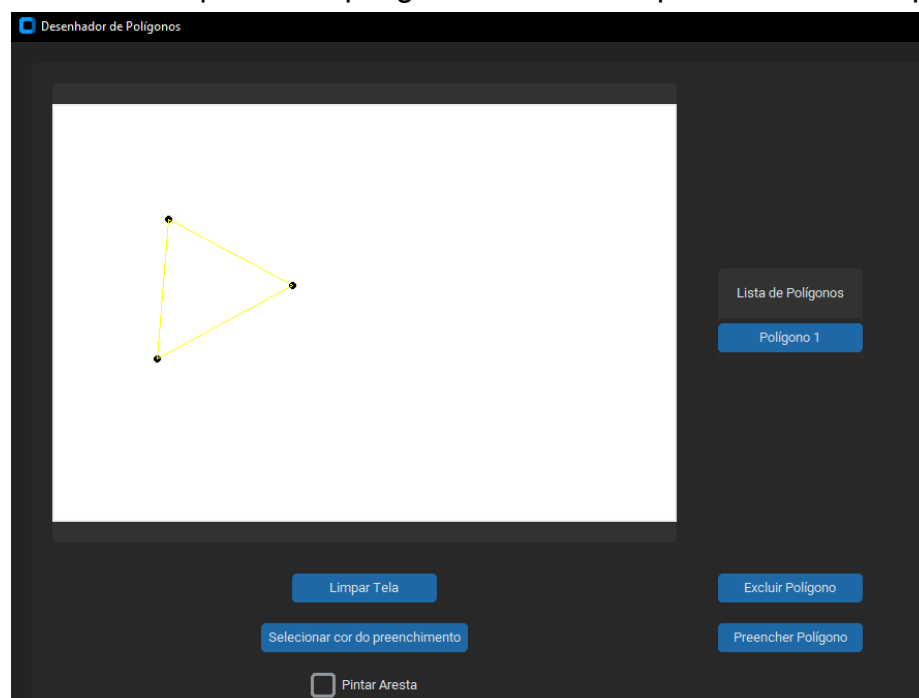 Desenhador de Polígonos
Lista de Polígonos
Polígono 1
Limpar Tela
Excluir Polígono
Selecionar cor do preenchimento
Preencher Polígono
Pintar Aresta